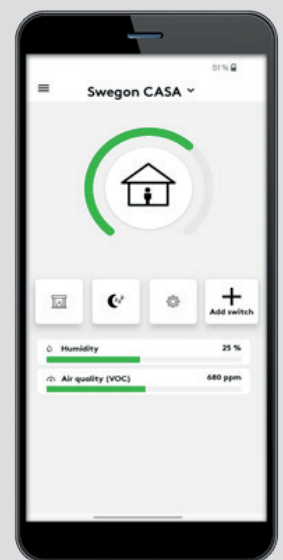 51 %
Swegon CASA
Add switch
Humidity 25 %
Air quality (VOC) 680 ppm